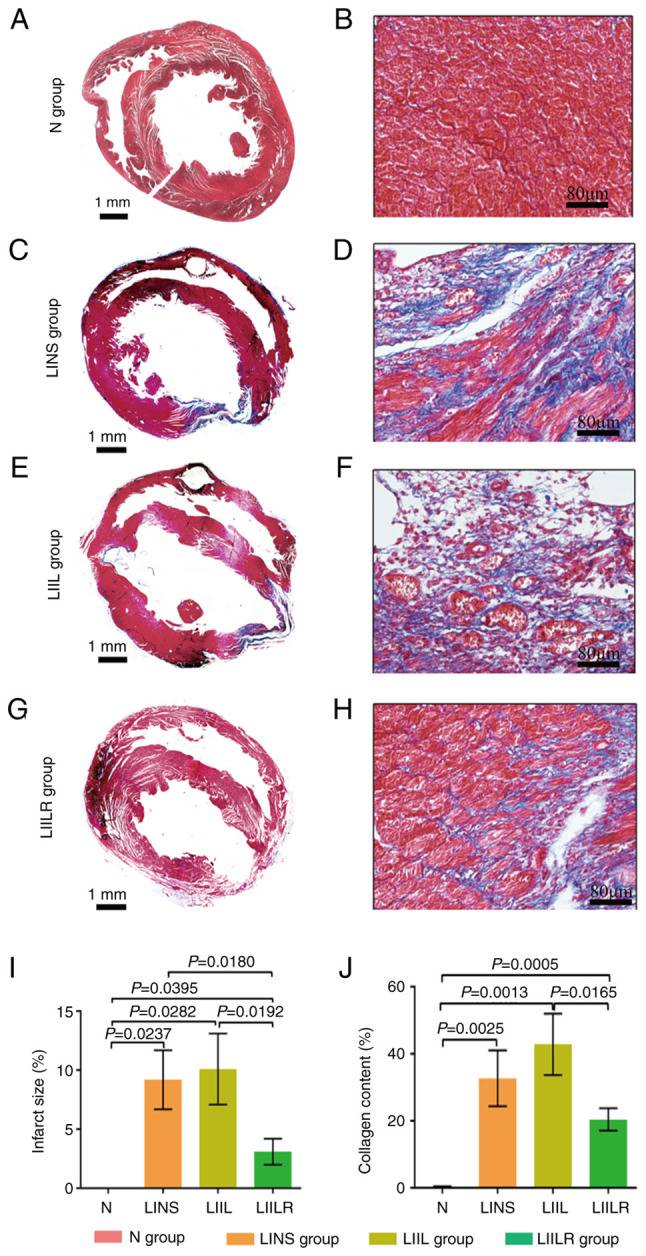 A
B
N group
1 mm
80μm
C
D
LINS group
1 mm
80μm
E
F
LIIL group
1 mm
80μm
G
H
LIILR group
1 mm
80μm
I
P=0.0180
P=0.0395
P=0.0282
P=0.0192
P=0.0237
Infarct size (%)
15
10
5
0
N LINS LIIL LIILR
J
P=0.0005
P=0.0013
P=0.0165
P=0.0025
Collagen content (%)
60
40
20
0
N LINS LIIL LIILR
N group LINS group LIIL group LIILR group